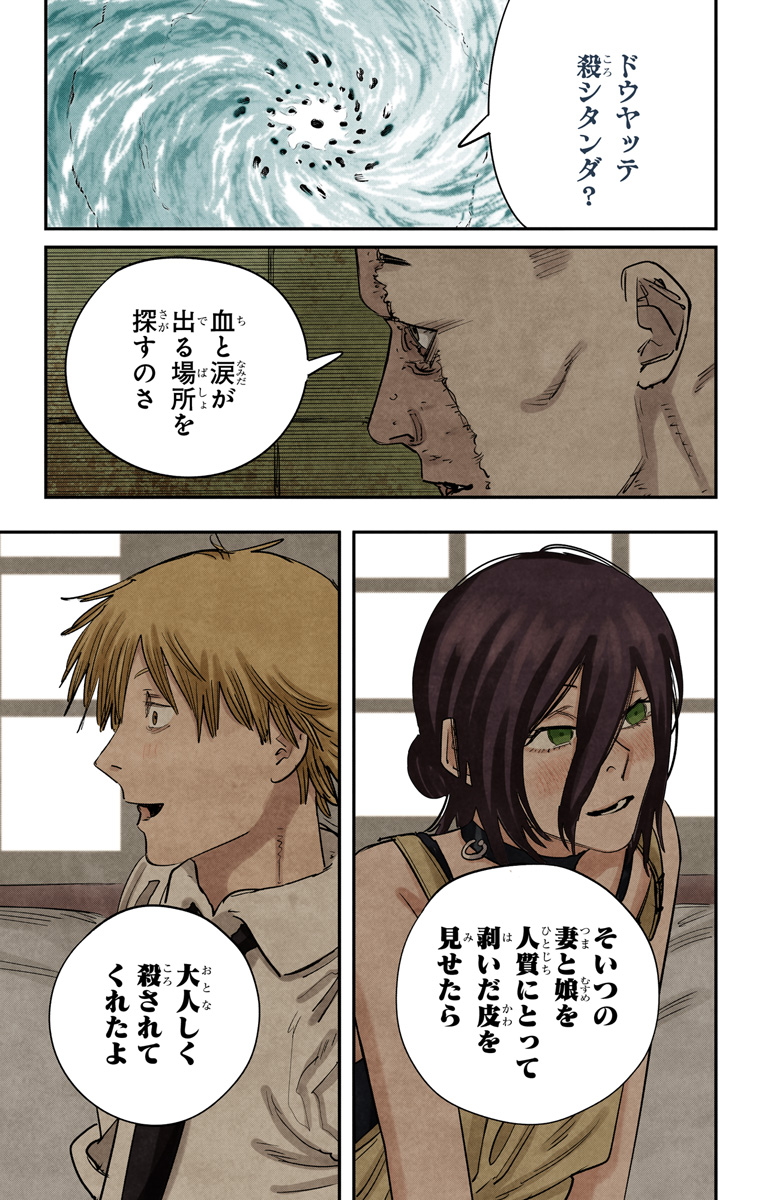 ドウヤッテ
殺シタンダ？
血と涙が
出る場所を
探すのさ
そいつの
妻と娘を
人質にとって
剥いだ皮を
見せたら
大人しく
殺されて
くれたよ